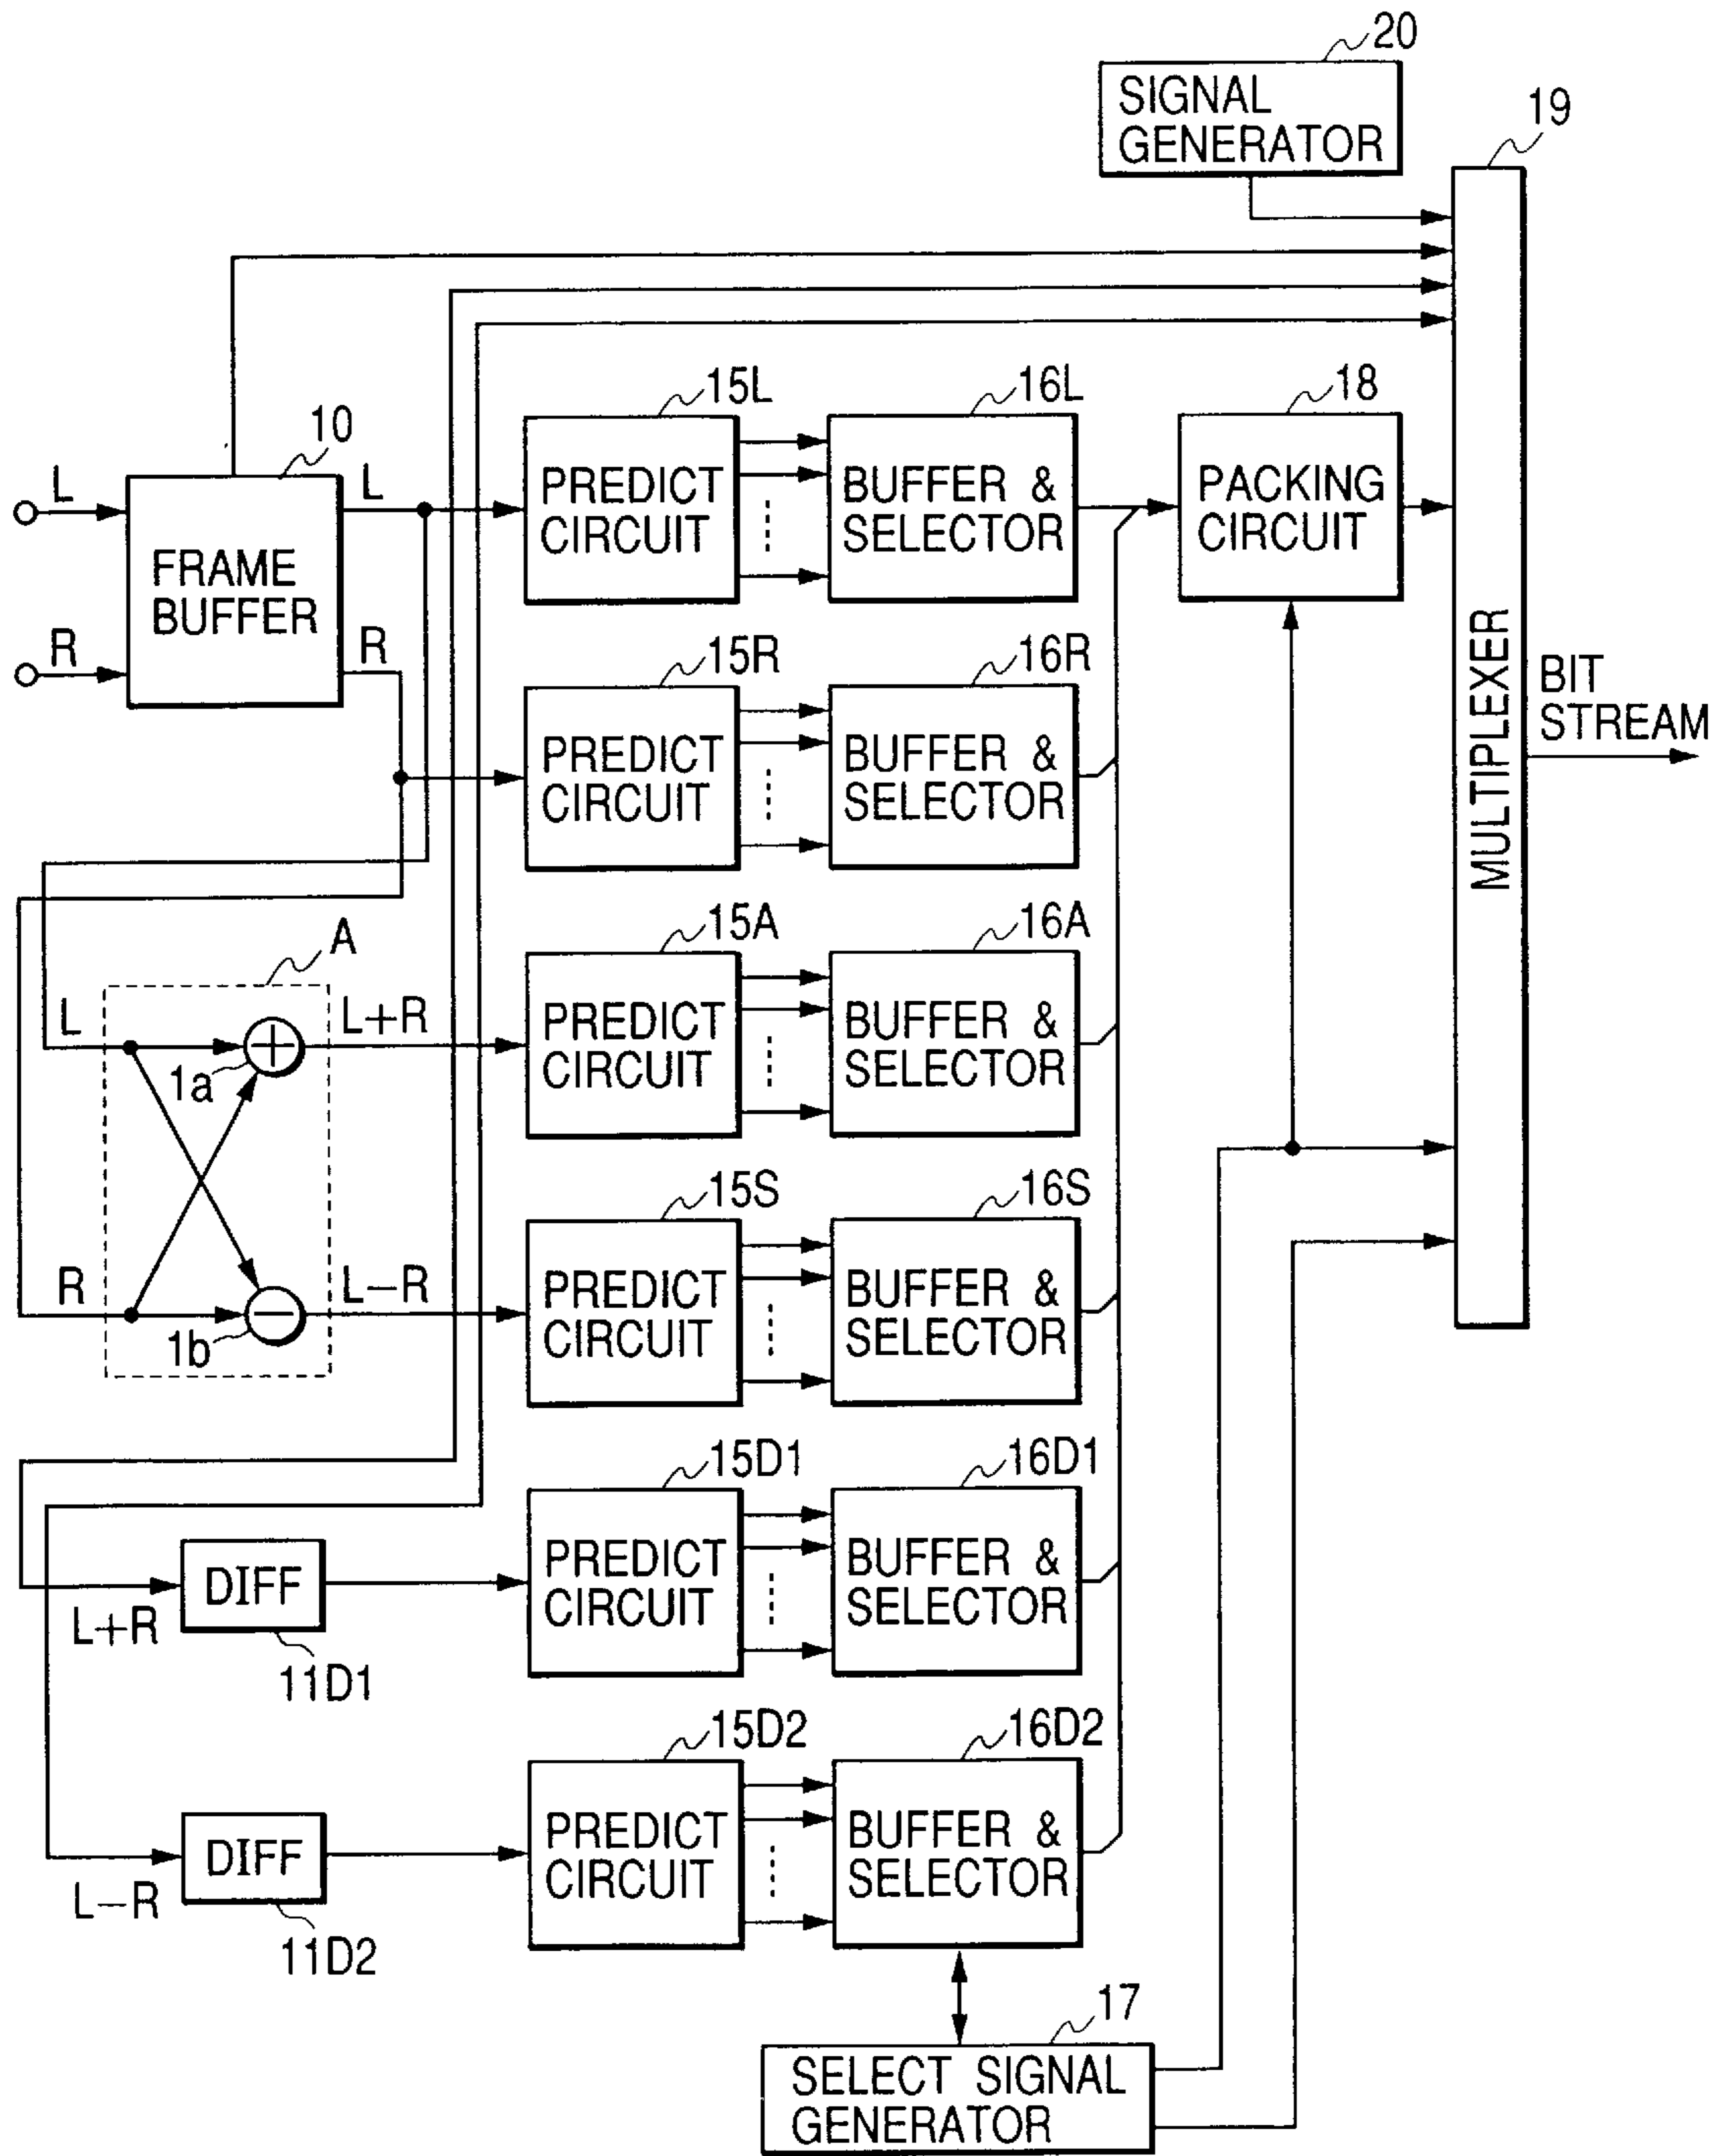 20
SIGNAL
GENERATOR
19
15L
16L
18
10
L
L
PREDICT
CIRCUIT
BUFFER &
SELECTOR
PACKING
CIRCUIT
FRAME
BUFFER
R
R
15R
16R
MULTIPLEXER
BIT
STREAM
PREDICT
CIRCUIT
BUFFER &
SELECTOR
A
15A
16A
L
L+R
1a
PREDICT
CIRCUIT
BUFFER &
SELECTOR
15S
16S
R
L−R
1b
PREDICT
CIRCUIT
BUFFER &
SELECTOR
15D1
16D1
DIFF
L+R
11D1
PREDICT
CIRCUIT
BUFFER &
SELECTOR
15D2
16D2
DIFF
L−R
11D2
PREDICT
CIRCUIT
BUFFER &
SELECTOR
17
SELECT SIGNAL
GENERATOR